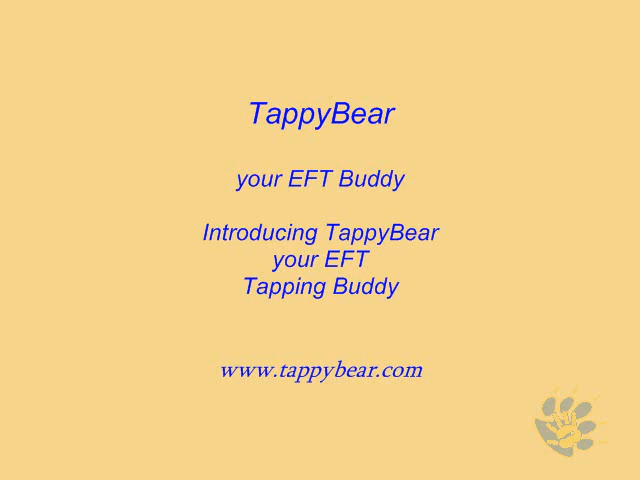 TappyBear
your EFT Buddy
Introducing TappyBear
your EFT
Tapping Buddy
www.tappybear.com